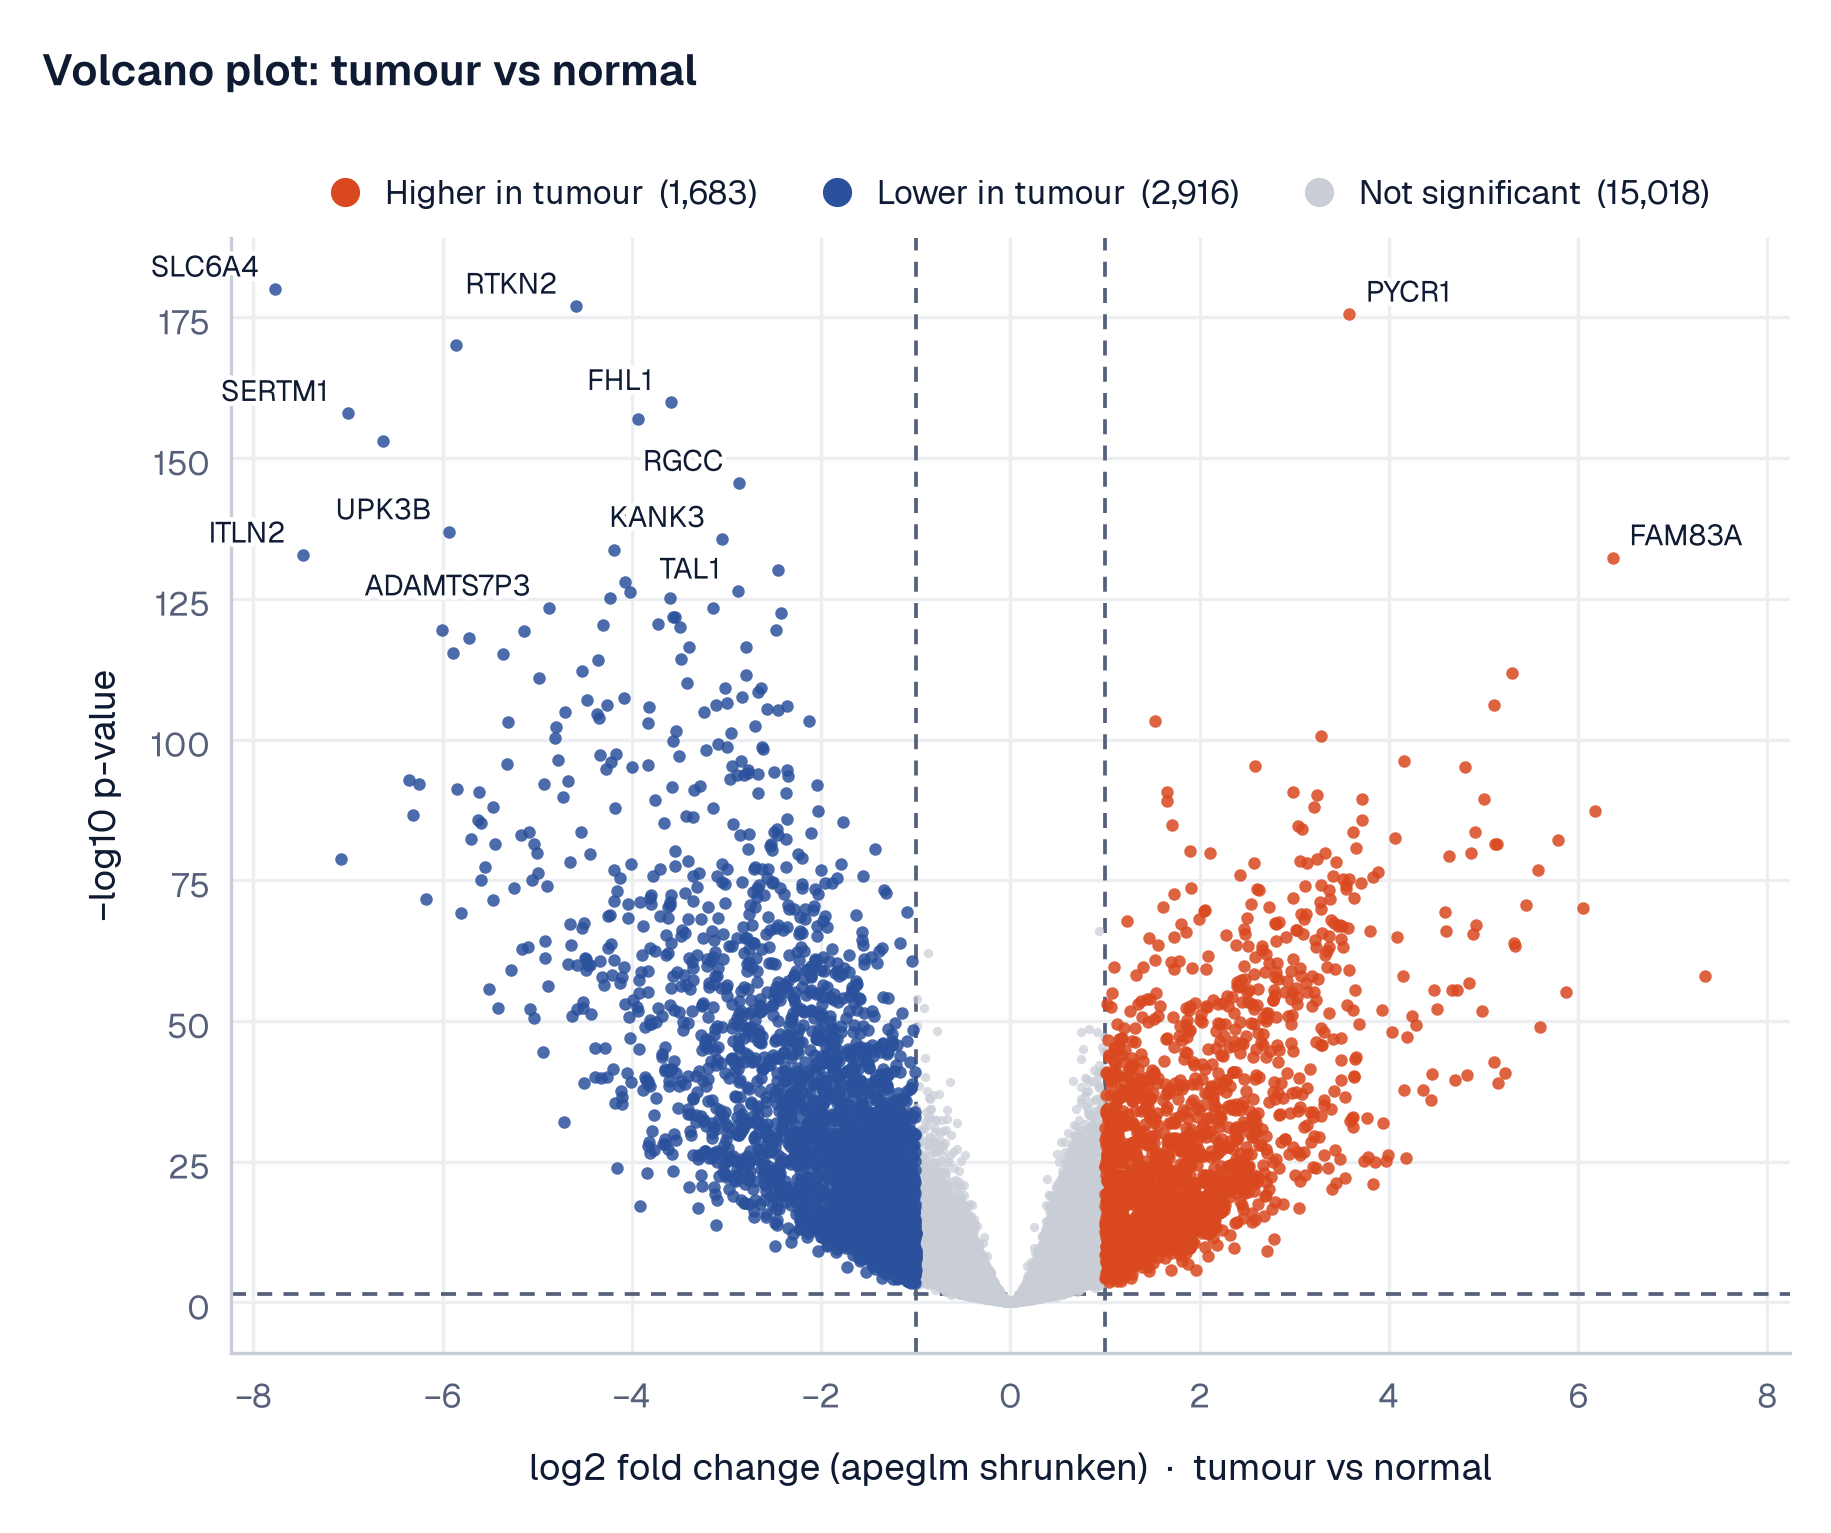 Volcano plot: tumour vs normal
Higher in tumour (1,683)
Lower in tumour (2,916)
Not significant (15,018)
SLC6A4
RTKN2
PYCR1
175
FHL1
SERTM1
150
RGCC
UPK3B
KANK3
ITLN2
FAM83A
TAL1
ADAMTS7P3
125
100
75
50
25
0
−log10 p-value
−8
−6
−4
−2
0
2
4
6
8
log2 fold change (apeglm shrunken) · tumour vs normal